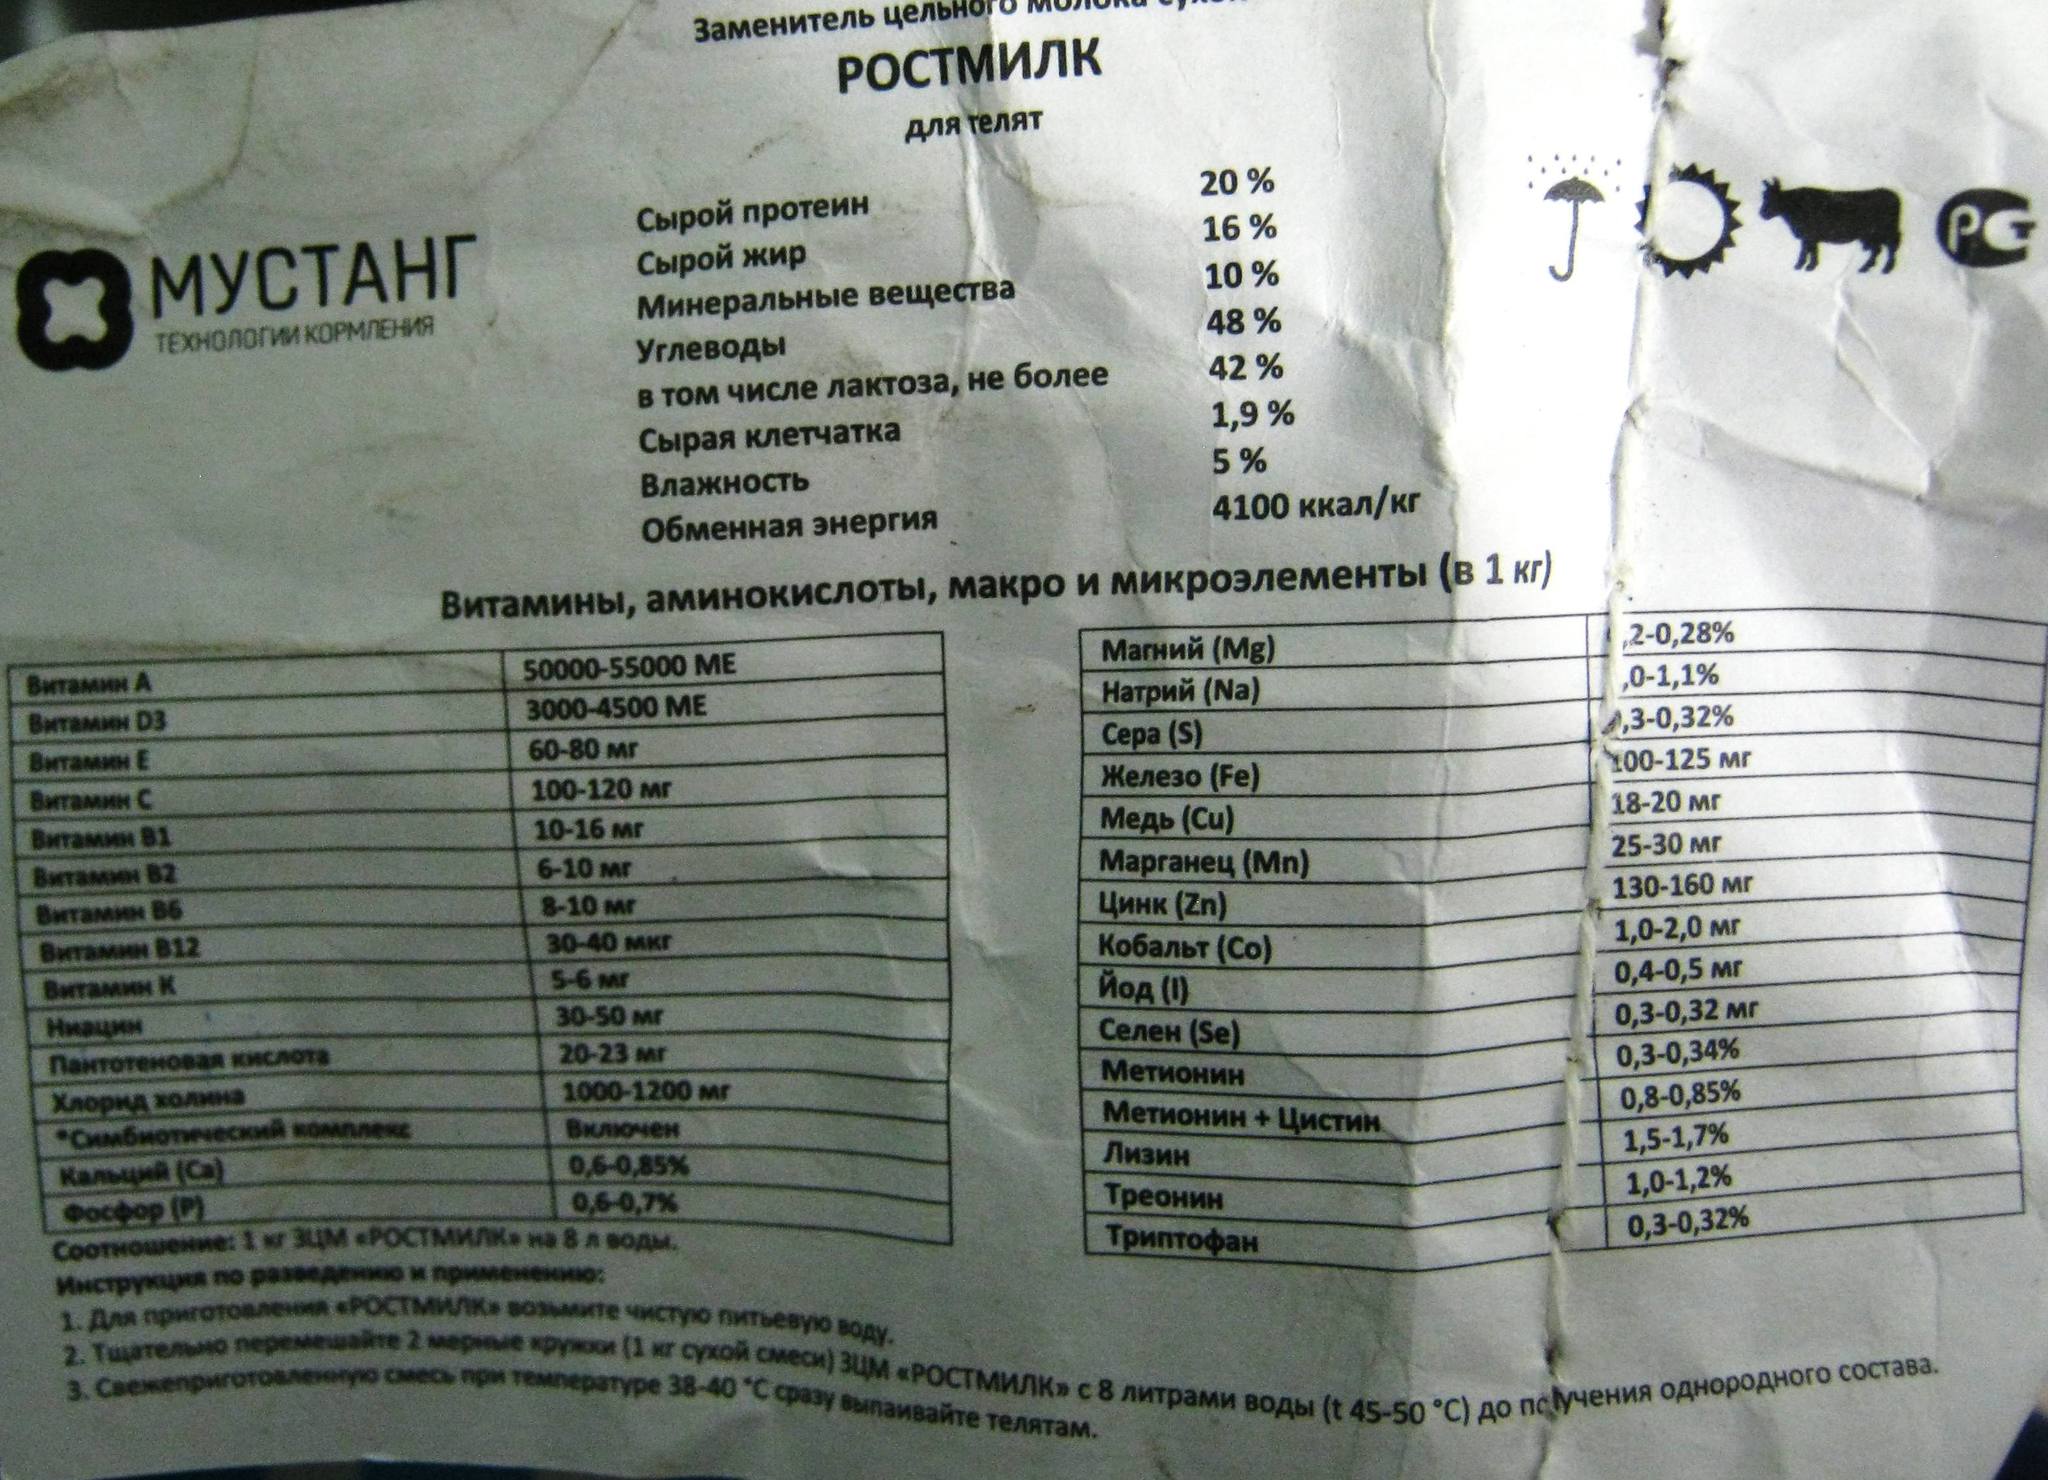 Заменитель цельного молока
РОСТМИЛК
для телят
МУСТАНГ
ТЕХНОЛОГИИ КОРМЛЕНИЯ
Сырой протеин 20 %
Сырой жир 16 %
Минеральные вещества 10 %
Углеводы 48 %
в том числе лактоза, не более 42 %
Сырая клетчатка 1,9 %
Влажность 5 %
Обменная энергия 4100 ккал/кг
РСТ
Витамины, аминокислоты, макро и микроэлементы (в 1 кг)
Витамин А 50000-55000 МЕ
Витамин D3 3000-4500 МЕ
Витамин Е 60-80 мг
Витамин С 100-120 мг
Витамин В1 10-16 мг
Витамин В2 6-10 мг
Витамин В6 8-10 мг
Витамин В12 30-40 мкг
Витамин К 5-6 мг
Ниацин 30-50 мг
Пантотеновая кислота 20-23 мг
Хлорид холина 1000-1200 мг
*Симбиотический комплекс Включен
Кальций (Ca) 0,6-0,85%
Фосфор (P) 0,6-0,7%
Магний (Mg) ,2-0,28%
Натрий (Na) ,0-1,1%
Сера (S) ,3-0,32%
Железо (Fe) 100-125 мг
Медь (Cu) 18-20 мг
Марганец (Mn) 25-30 мг
Цинк (Zn) 130-160 мг
Кобальт (Co) 1,0-2,0 мг
Йод (I) 0,4-0,5 мг
Селен (Se) 0,3-0,32 мг
Метионин 0,3-0,34%
Метионин + Цистин 0,8-0,85%
Лизин 1,5-1,7%
Треонин 1,0-1,2%
Триптофан 0,3-0,32%
Соотношение: 1 кг ЗЦМ «РОСТМИЛК» на 8 л воды.
Инструкция по разведению и применению:
1. Для приготовления «РОСТМИЛК» возьмите чистую питьевую воду.
2. Тщательно перемешайте 2 мерные кружки (1 кг сухой смеси) ЗЦМ «РОСТМИЛК» с 8 литрами воды (t 45-50 °С) до получения однородного состава.
3. Свежеприготовленную смесь при температуре 38-40 °С сразу выпаивайте телятам.